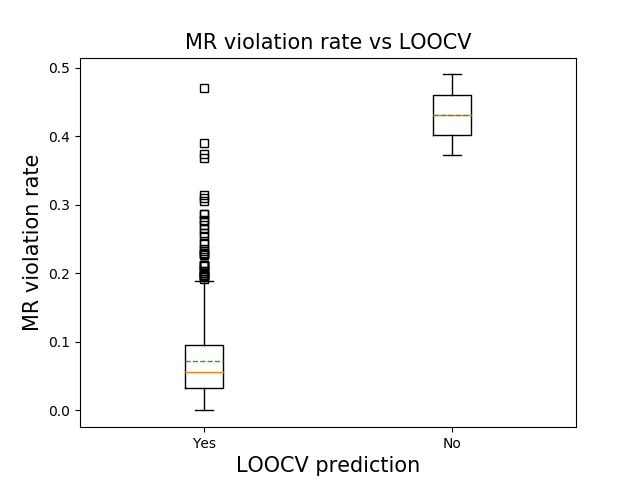 MR violation rate vs LOOCV
MR violation rate
0.5
0.4
0.3
0.2
0.1
0.0
Yes
No
LOOCV prediction